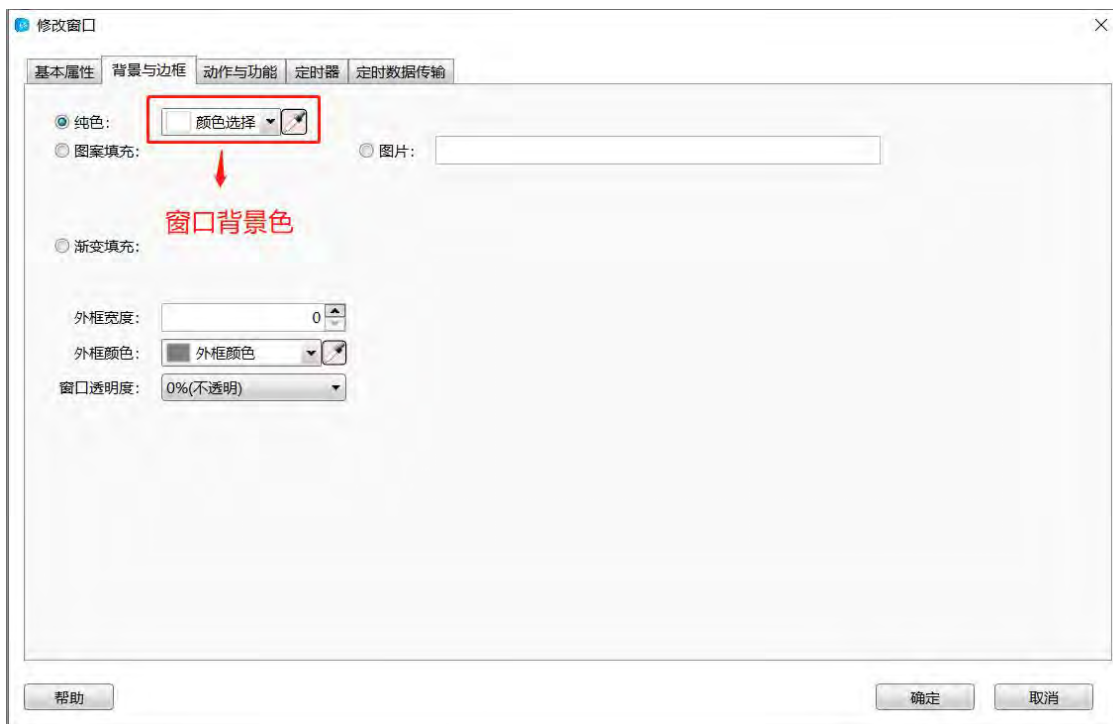 修改窗口
基本属性 背景与边框 动作与功能 定时器 定时数据传输
纯色: 颜色选择
图案填充: 图片:
窗口背景色
渐变填充:
外框宽度: 0
外框颜色: 外框颜色
窗口透明度: 0%(不透明)
帮助 确定 取消